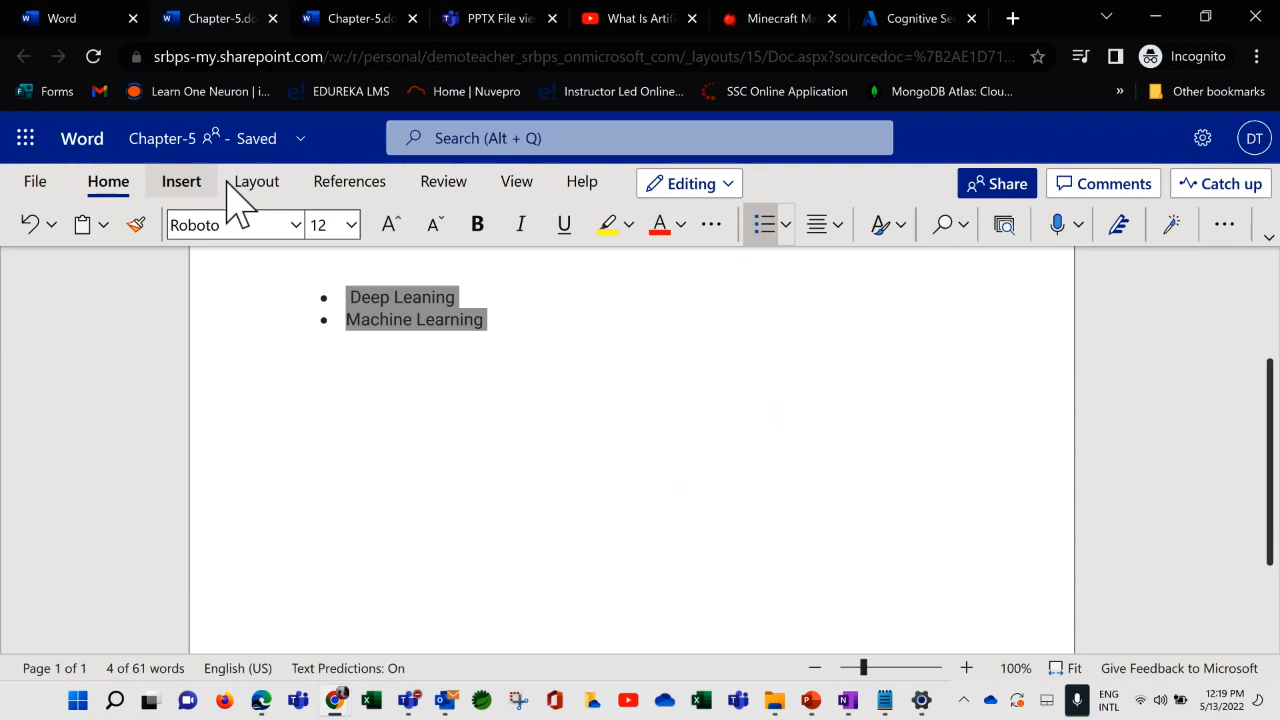 Word
Chapter-5.do
Chapter-5.do
PPTX File vie
What Is Artifi
Minecraft Ma
Cognitive Se
srbps-my.sharepoint.com/:w:/r/personal/demoteacher_srbps_onmicrosoft_com/_layouts/15/Doc.aspx?sourcedoc=%7B2AE1D71...
Incognito
Forms
Learn One Neuron | i...
EDUREKA LMS
Home | Nuvepro
Instructor Led Online...
SSC Online Application
MongoDB Atlas: Clou...
»
Other bookmarks
Word
Chapter-5 - Saved
Search (Alt + Q)
DT
File
Home
Insert
Layout
References
Review
View
Help
Editing
Share
Comments
Catch up
Roboto
12
Deep Leaning
Machine Learning
Page 1 of 1
4 of 61 words
English (US)
Text Predictions: On
100%
Fit
Give Feedback to Microsoft
ENG
INTL
12:19 PM
5/13/2022